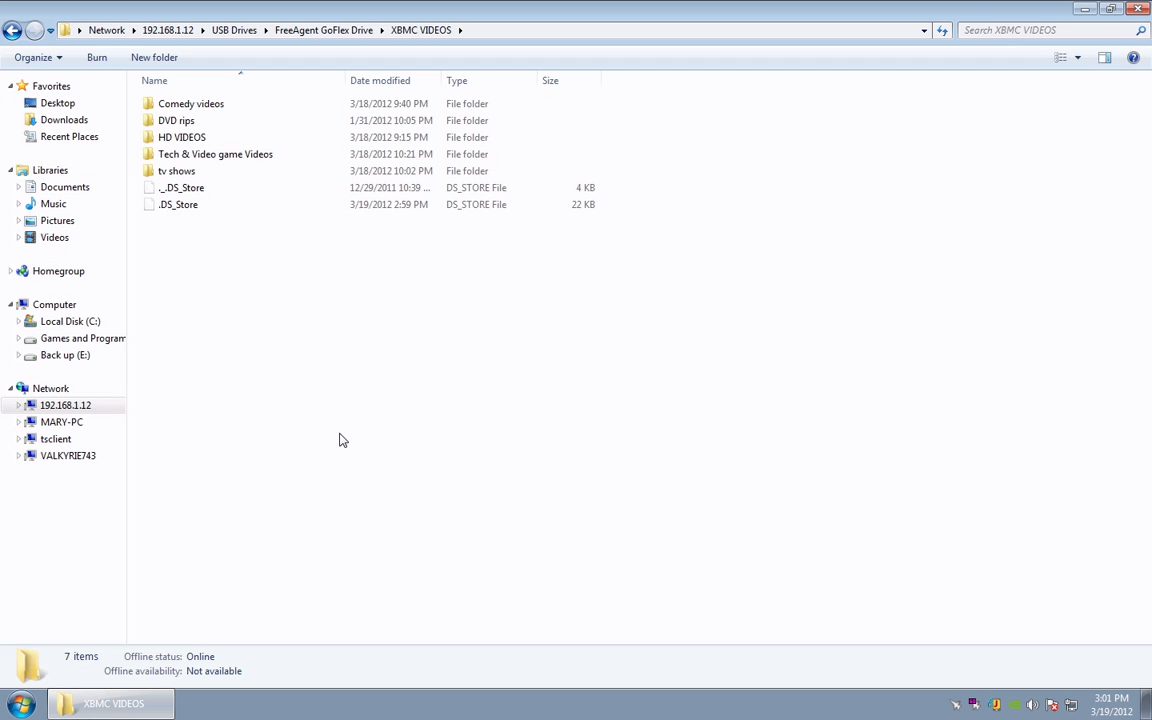 Network 192.168.1.12 USB Drives FreeAgent GoFlex Drive XBMC VIDEOS
Search XBMC VIDEOS
Organize Burn New folder
Name Date modified Type Size
Favorites
Desktop
Downloads
Recent Places
Libraries
Documents
Music
Pictures
Videos
Homegroup
Computer
Local Disk (C:)
Games and Program
Back up (E:)
Network
192.168.1.12
MARY-PC
tsclient
VALKYRIE743
Comedy videos 3/18/2012 9:40 PM File folder
DVD rips 1/31/2012 10:05 PM File folder
HD VIDEOS 3/18/2012 9:15 PM File folder
Tech & Video game Videos 3/18/2012 10:21 PM File folder
tv shows 3/18/2012 10:02 PM File folder
._.DS_Store 12/29/2011 10:39 ... DS_STORE File 4 KB
.DS_Store 3/19/2012 2:59 PM DS_STORE File 22 KB
7 items Offline status: Online
Offline availability: Not available
XBMC VIDEOS
3:01 PM
3/19/2012